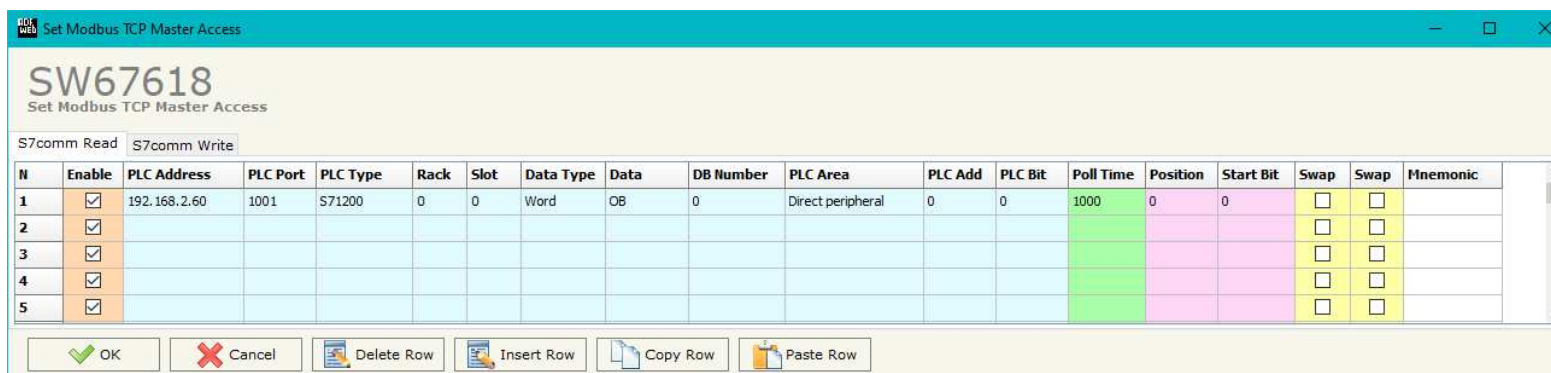 ADF WEB Set Modbus TCP Master Access
SW67618
Set Modbus TCP Master Access
S7comm Read S7comm Write
N Enable PLC Address PLC Port PLC Type Rack Slot Data Type Data DB Number PLC Area PLC Add PLC Bit Poll Time Position Start Bit Swap Swap Mnemonic
1 192.168.2.60 1001 S71200 0 0 Word OB 0 Direct peripheral 0 0 1000 0 0
2
3
4
5
OK Cancel Delete Row Insert Row Copy Row Paste Row